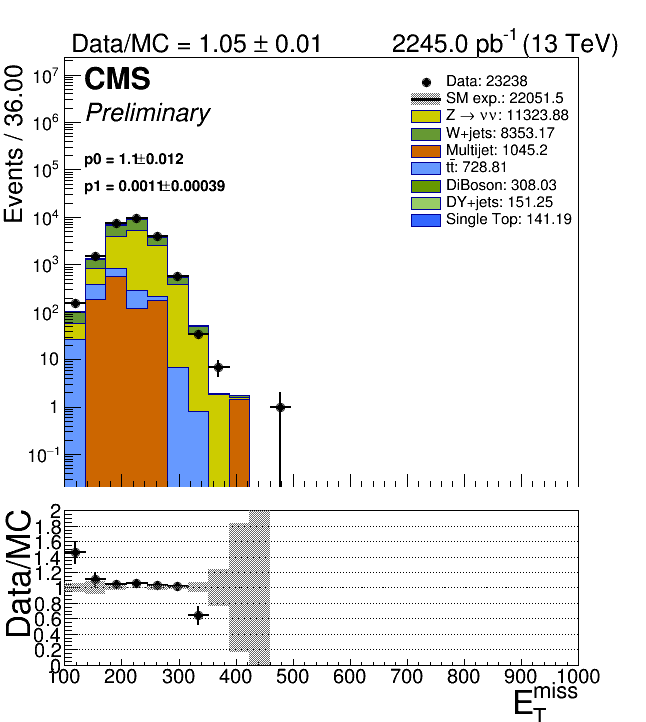 Data/MC = 1.05 ± 0.01 2245.0 pb⁻¹ (13 TeV)
CMS
Preliminary
p0 = 1.1±0.012
p1 = 0.0011±0.00039
Data: 23238
SM exp.: 22051.5
Z → νν: 11323.88
W+jets: 8353.17
Multijet: 1045.2
tt̄: 728.81
DiBoson: 308.03
DY+jets: 151.25
Single Top: 141.19
Events / 36.00
10⁷
10⁶
10⁵
10⁴
10³
10²
10
1
10⁻¹
Data/MC
2
1.8
1.6
1.4
1.2
1
0.8
0.6
0.4
0.2
0
100 200 300 400 500 600 700 800 900 1000
E_T^miss